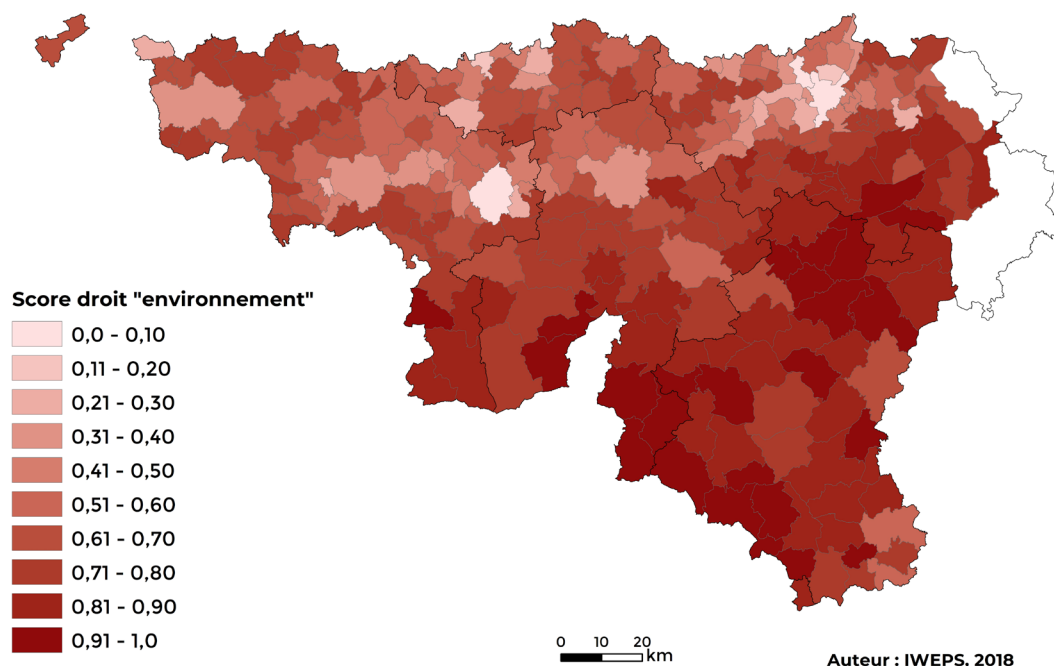 Score droit "environnement"
0,0 - 0,10
0,11 - 0,20
0,21 - 0,30
0,31 - 0,40
0,41 - 0,50
0,51 - 0,60
0,61 - 0,70
0,71 - 0,80
0,81 - 0,90
0,91 - 1,0
0 10 20
km
Auteur : IWEPS, 2018